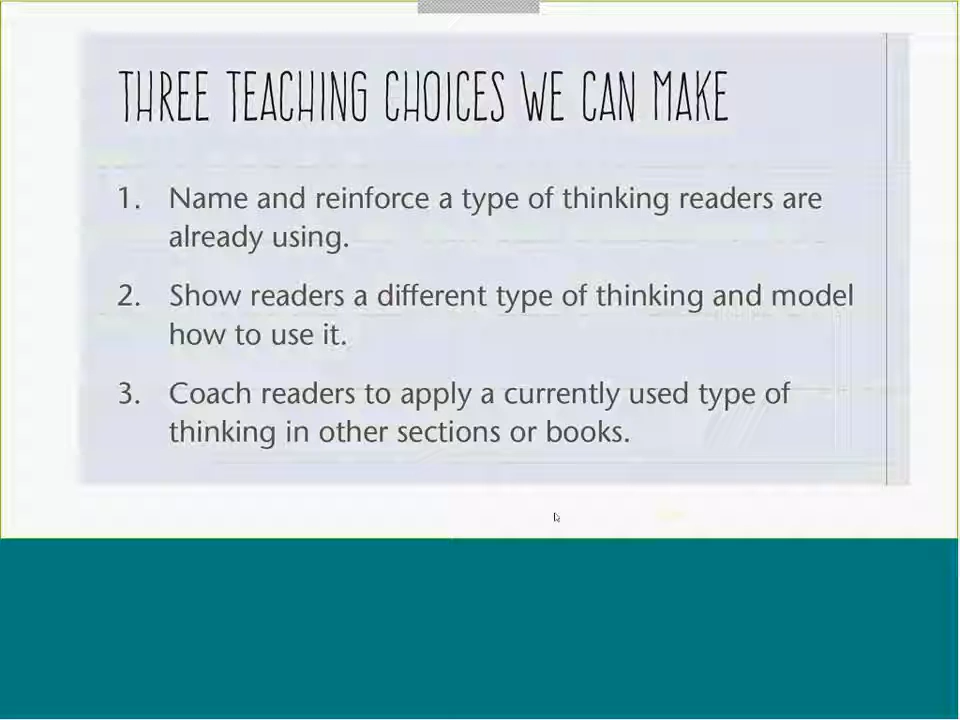 THREE TEACHING CHOICES WE CAN MAKE
1. Name and reinforce a type of thinking readers are
already using.
2. Show readers a different type of thinking and model
how to use it.
3. Coach readers to apply a currently used type of
thinking in other sections or books.